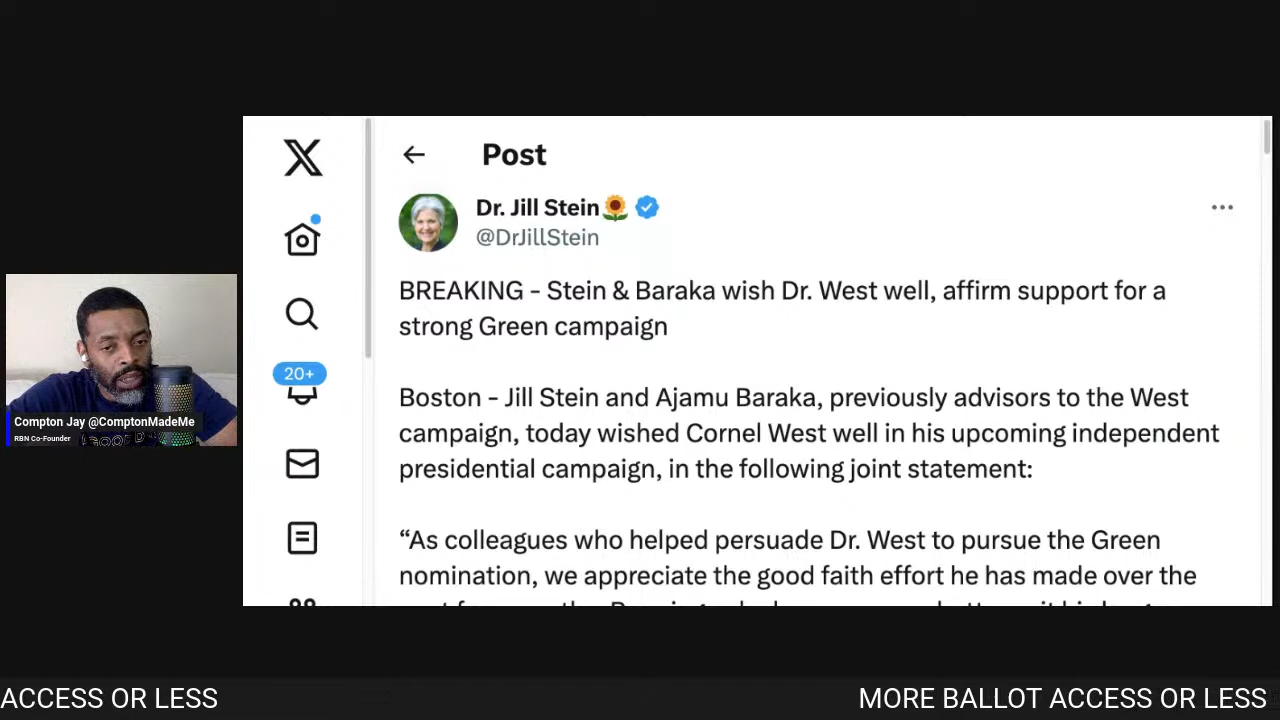 Post
Dr. Jill Stein🌻
@DrJillStein
BREAKING - Stein & Baraka wish Dr. West well, affirm support for a
strong Green campaign
20+
Boston - Jill Stein and Ajamu Baraka, previously advisors to the West
campaign, today wished Cornel West well in his upcoming independent
presidential campaign, in the following joint statement:
“As colleagues who helped persuade Dr. West to pursue the Green
nomination, we appreciate the good faith effort he has made over the
Compton Jay @ComptonMadeMe
RBN Co-Founder
ACCESS OR LESS
MORE BALLOT ACCESS OR LESS